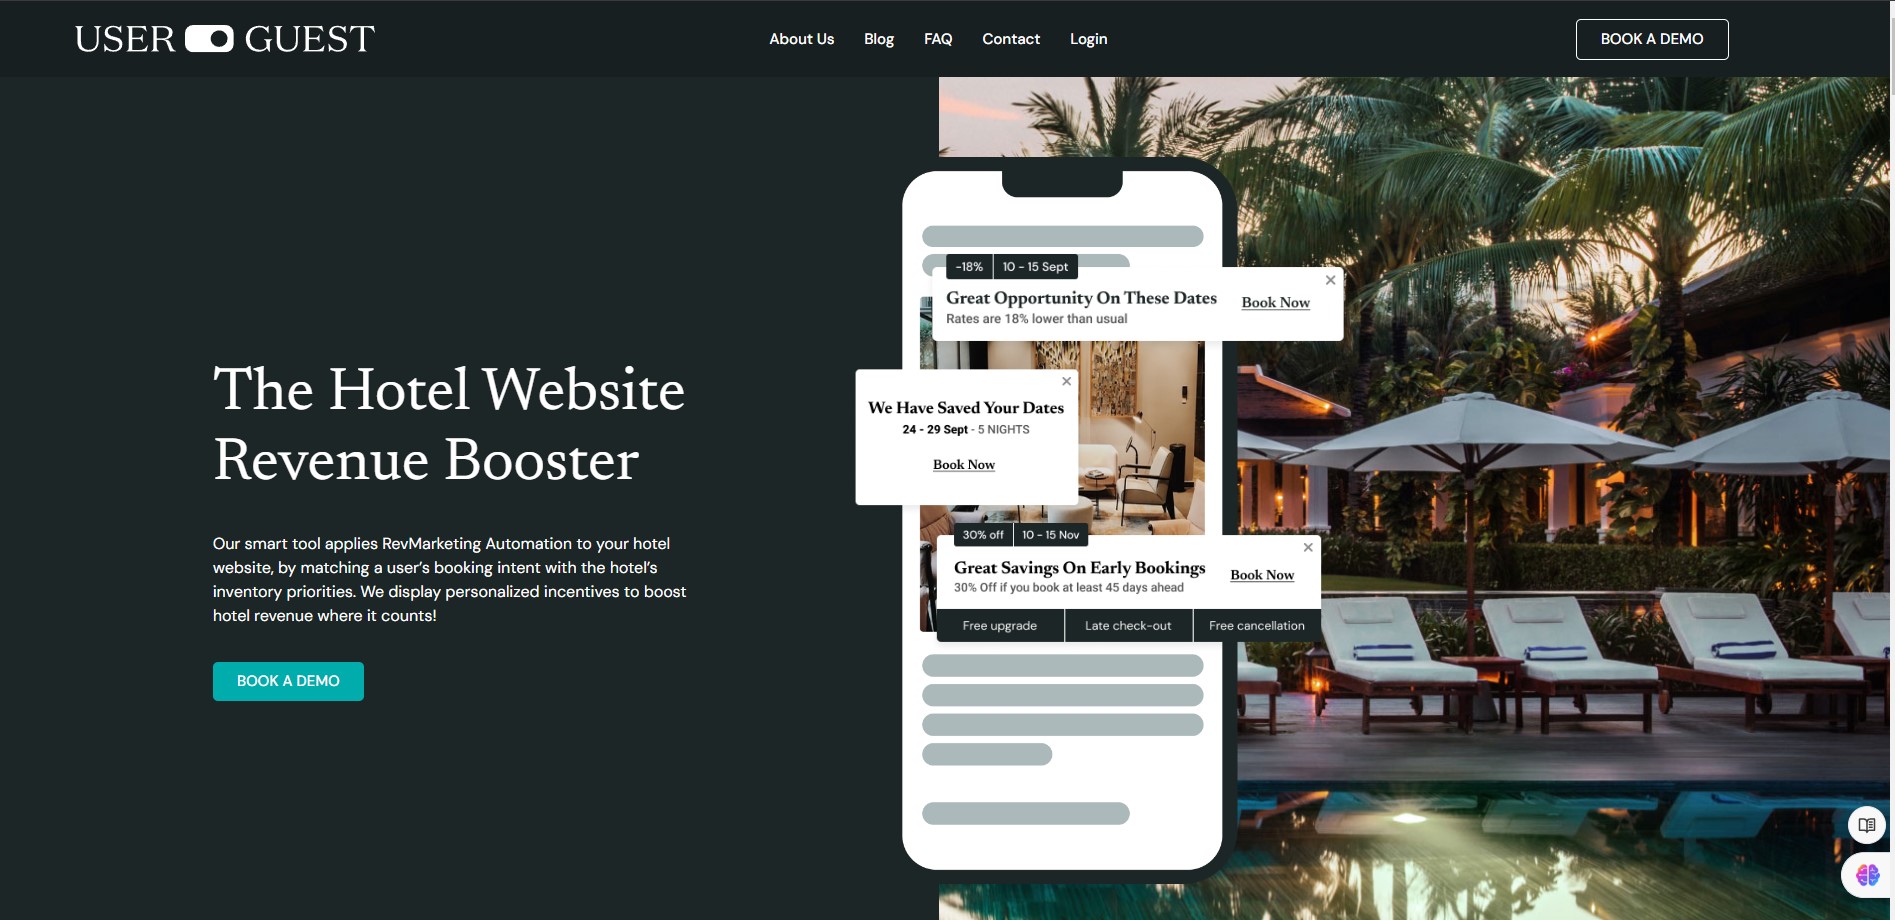 USER GUEST
About Us
Blog
FAQ
Contact
Login
BOOK A DEMO
The Hotel Website
Revenue Booster
Our smart tool applies RevMarketing Automation to your hotel
website, by matching a user’s booking intent with the hotel’s
inventory priorities. We display personalized incentives to boost
hotel revenue where it counts!
BOOK A DEMO
-18%
10 - 15 Sept
Great Opportunity On These Dates
Rates are 18% lower than usual
Book Now
We Have Saved Your Dates
24 - 29 Sept - 5 NIGHTS
Book Now
30% off
10 - 15 Nov
Great Savings On Early Bookings
30% Off if you book at least 45 days ahead
Book Now
Free upgrade
Late check-out
Free cancellation